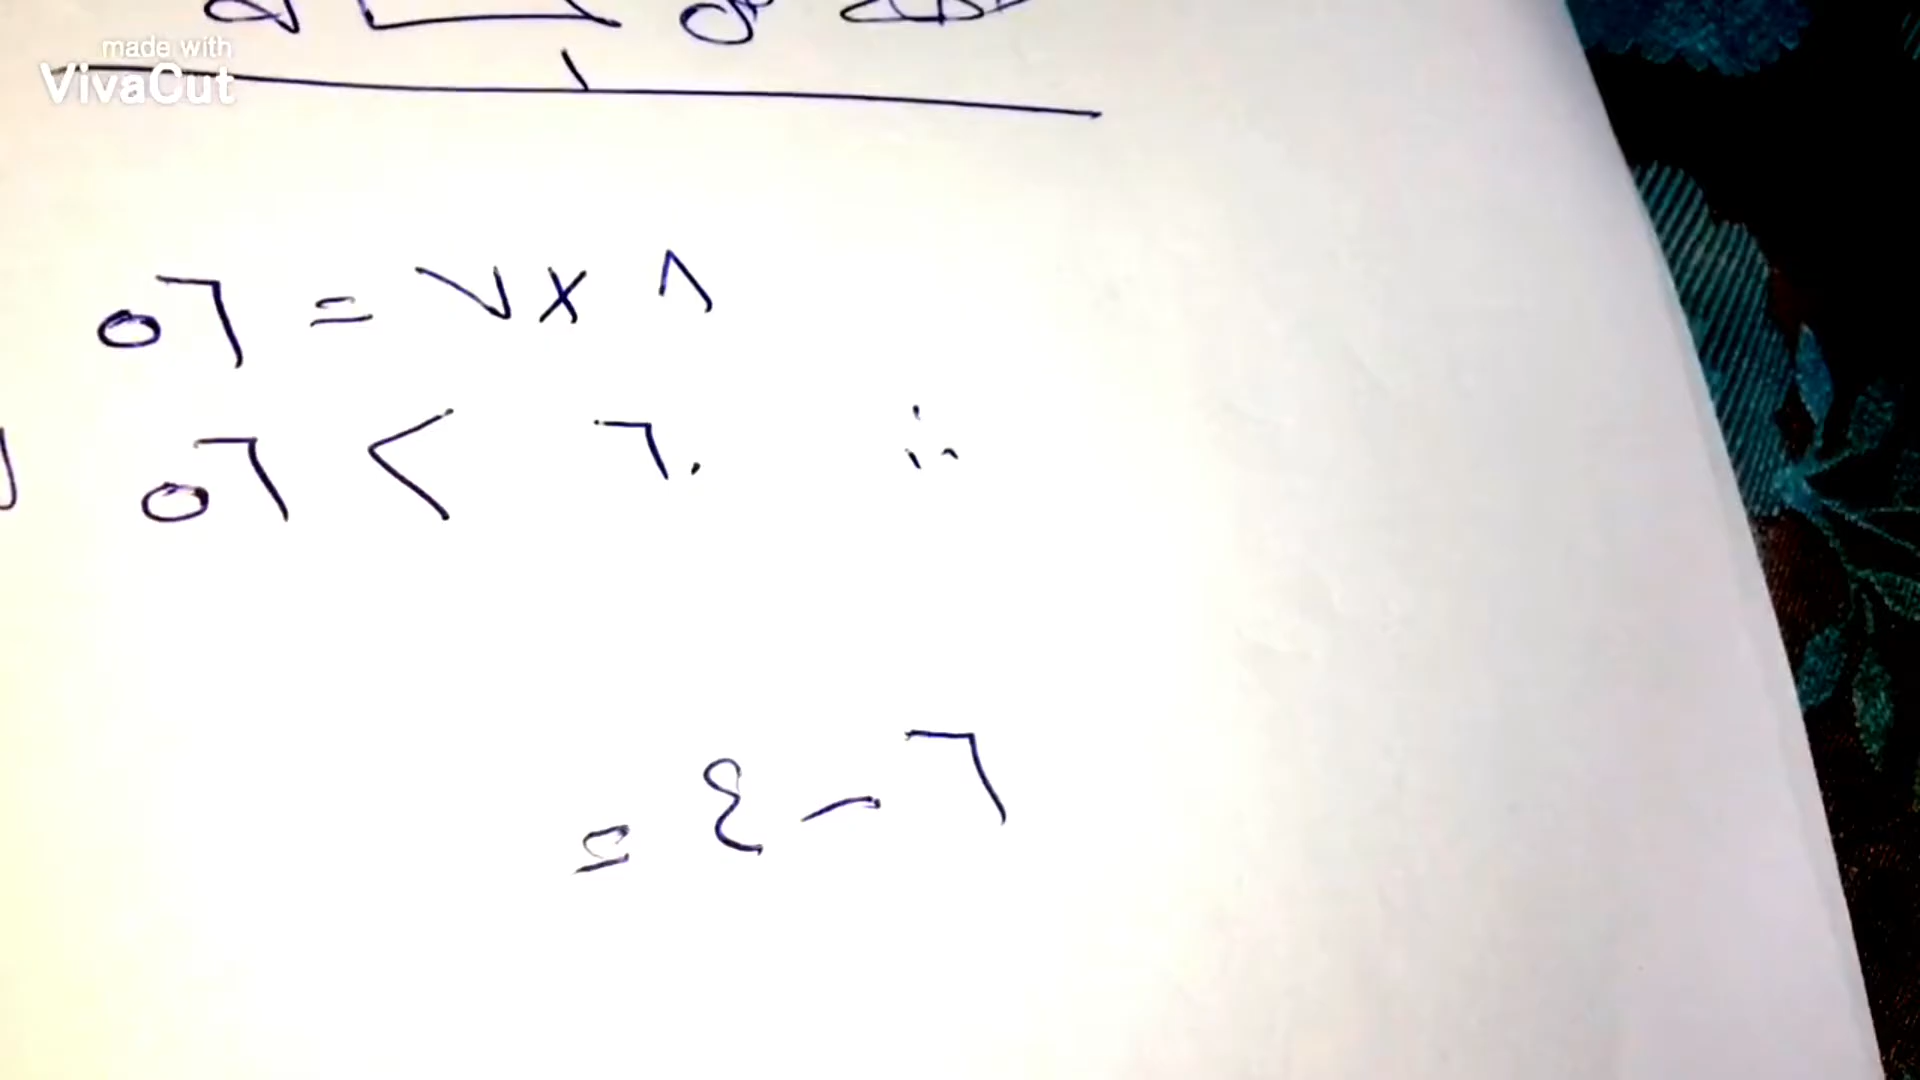 made with
VivaCut
٨ × ٧ = ٥٦
∴ ٦٠ > ٥٦
٦ - ٤ =